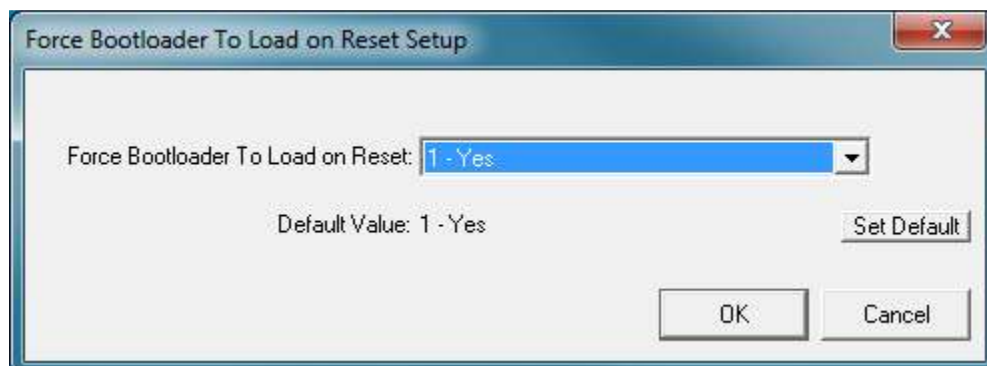 Force Bootloader To Load on Reset Setup
Force Bootloader To Load on Reset: 1 - Yes
Default Value: 1 - Yes
Set Default
OK
Cancel